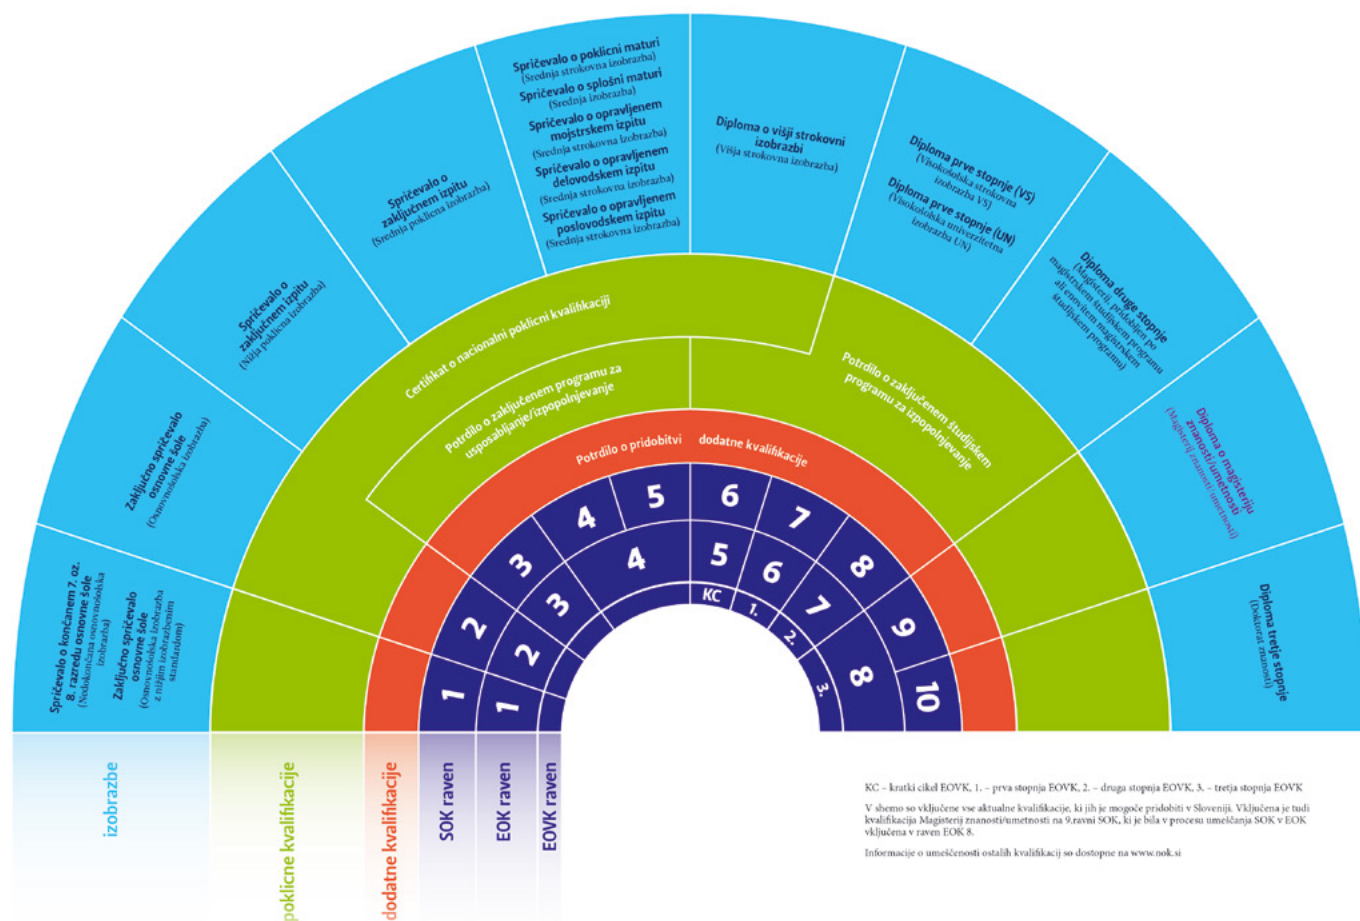 Spričevalo o končanem 7. oz.
8. razredu osnovne šole
(Nedokončana osnovnošolska
izobrazba)
Zaključno spričevalo
osnovne šole
(Osnovnošolska izobrazba
z nižjim izobrazbenim
standardom)
Zaključno spričevalo
osnovne šole
(Osnovnošolska izobrazba)
Spričevalo o
zaključnem izpitu
(Nižja poklicna izobrazba)
Spričevalo o
zaključnem izpitu
(Srednja poklicna izobrazba)
Spričevalo o poklicni maturi
(Srednja strokovna izobrazba)
Spričevalo o splošni maturi
(Srednja izobrazba)
Spričevalo o opravljenem
mojstrskem izpitu
(Srednja strokovna izobrazba)
Spričevalo o opravljenem
delovodskem izpitu
(Srednja strokovna izobrazba)
Spričevalo o opravljenem
poslovodskem izpitu
(Srednja strokovna izobrazba)
Diploma o višji strokovni
izobrazbi
(Višja strokovna izobrazba)
Diploma prve stopnje (VS)
(Visokošolska strokovna
izobrazba VS)
Diploma prve stopnje (UN)
(Visokošolska univerzitetna
izobrazba UN)
Diploma druge stopnje
(Magisterij, pridobljen po
magistrskem študijskem programu
ali enovitem magistrskem
študijskem programu)
Diploma o magisteriju
znanosti/umetnosti
(Magisterij znanosti/umetnosti)
Diploma tretje stopnje
(Doktorat znanosti)
Certifikat o nacionalni poklicni kvalifikaciji
Potrdilo o zaključenem programu za
usposabljanje/izpopolnjevanje
Potrdilo o zaključenem študijskem
programu za izpopolnjevanje
Potrdilo o pridobitvi dodatne kvalifikacije
1 2 3 4 5 6 7 8 9 10
1 2 3 4 5 6 7 8
KC 1. 2. 3.
izobrazbe
poklicne kvalifikacije
dodatne kvalifikacije
SOK raven
EOK raven
EOVK raven
KC – kratki cikel EOVK, 1. – prva stopnja EOVK, 2. – druga stopnja EOVK, 3. – tretja stopnja EOVK
V shemo so vključene vse aktualne kvalifikacije, ki jih je mogoče pridobiti v Sloveniji. Vključena je tudi
kvalifikacija Magisterij znanosti/umetnosti na 9.ravni SOK, ki je bila v procesu umeščanja SOK v EOK
vključena v raven EOK 8.
Informacije o umeščenosti ostalih kvalifikacij so dostopne na www.nok.si